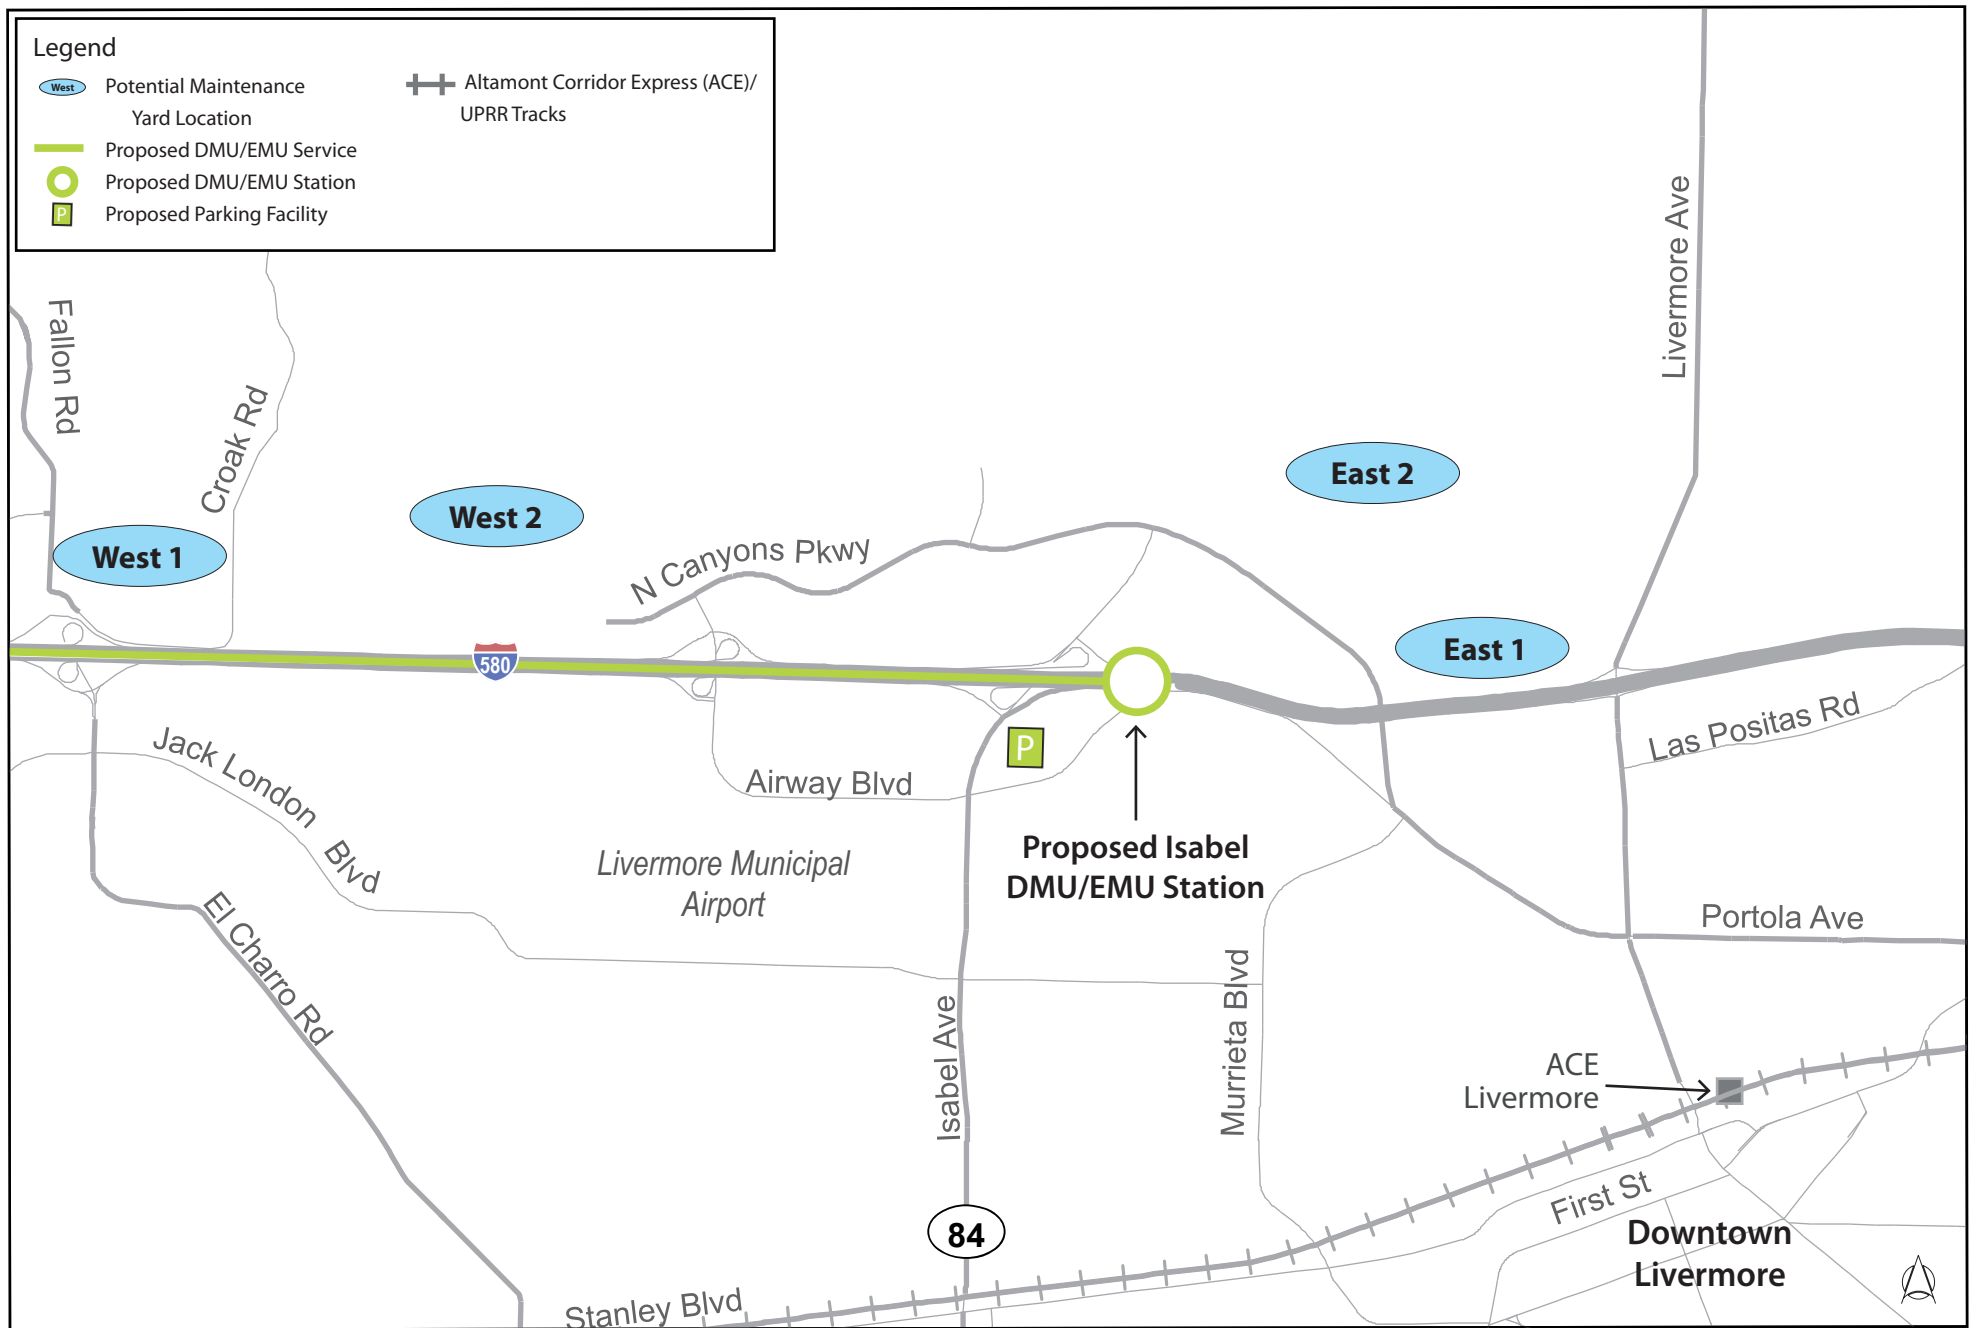 Legend
West
Potential Maintenance
Yard Location
Proposed DMU/EMU Service
Proposed DMU/EMU Station
P
Proposed Parking Facility
Altamont Corridor Express (ACE)/
UPRR Tracks
Fallon Rd
Croak Rd
Livermore Ave
West 1
West 2
East 2
East 1
N Canyons Pkwy
580
Las Positas Rd
Jack London Blvd
P
Airway Blvd
Livermore Municipal
Airport
Proposed Isabel
DMU/EMU Station
El Charro Rd
Portola Ave
Isabel Ave
Murrieta Blvd
ACE
Livermore
First St
84
Downtown
Livermore
Stanley Blvd